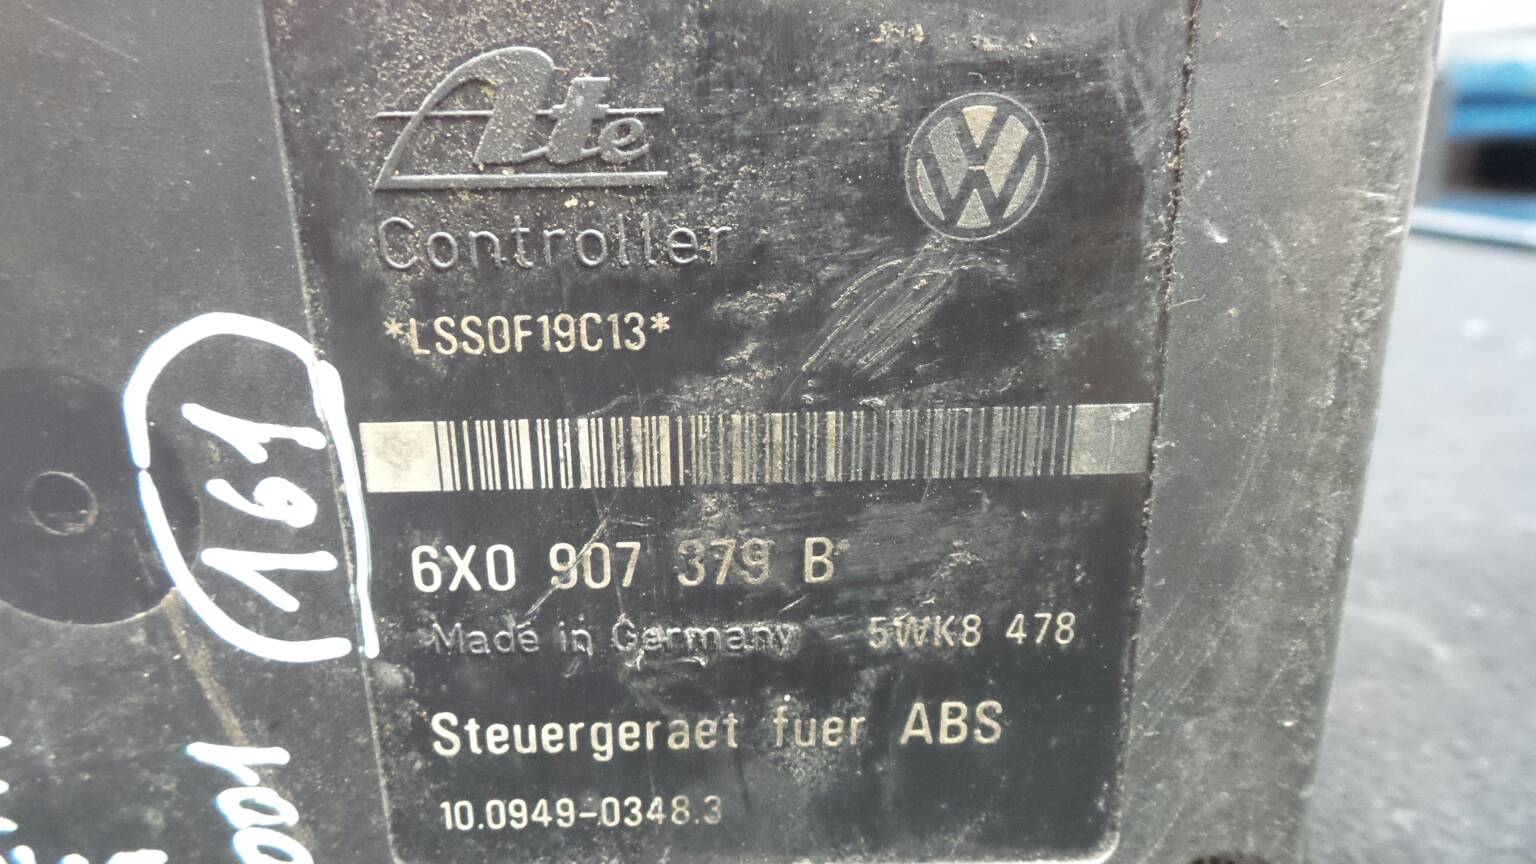 Ate
Controller
*LSS0F19C13*
6X0 907 379 B
Made in Germany 5WK8 478
Steuergeraet fuer ABS
10.0949-0348.3
161